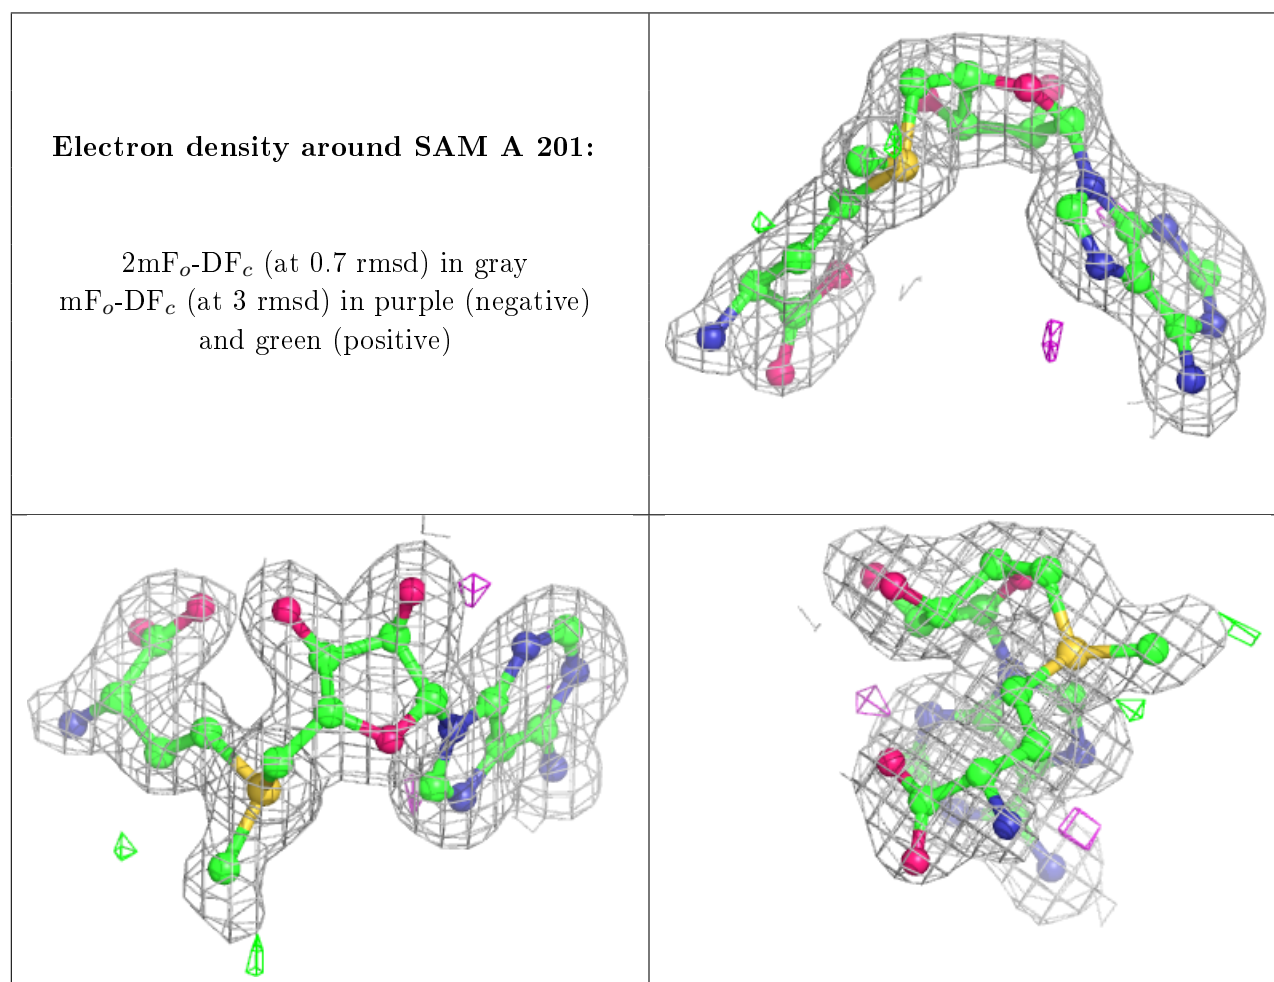 Electron density around SAM A 201:
2mFₒ-DF𝑐 (at 0.7 rmsd) in gray
mFₒ-DF𝑐 (at 3 rmsd) in purple (negative)
and green (positive)